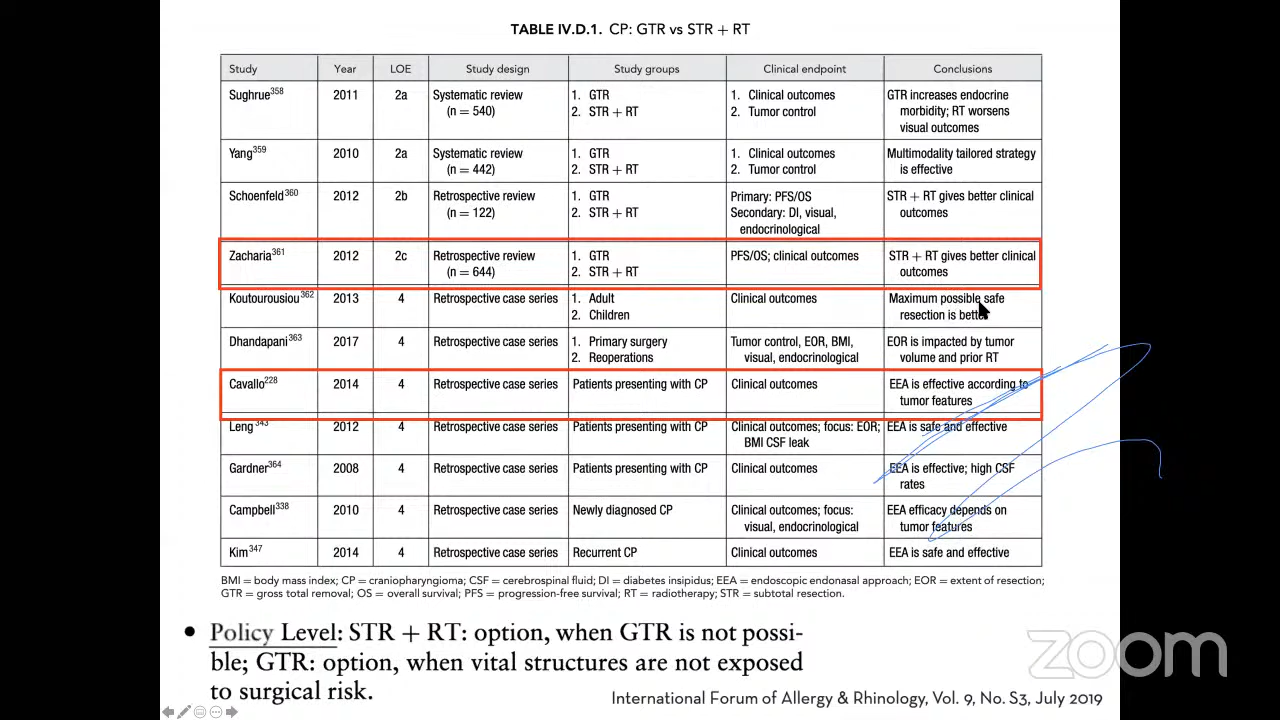 TABLE IV.D.1. CP: GTR vs STR + RT
Study Year LOE Study design Study groups Clinical endpoint Conclusions
Sughrue358 2011 2a Systematic review 1. GTR 1. Clinical outcomes GTR increases endocrine
(n = 540) 2. STR + RT 2. Tumor control morbidity; RT worsens
visual outcomes
Yang359 2010 2a Systematic review 1. GTR 1. Clinical outcomes Multimodality tailored strategy
(n = 442) 2. STR + RT 2. Tumor control is effective
Schoenfeld360 2012 2b Retrospective review 1. GTR Primary: PFS/OS STR + RT gives better clinical
(n = 122) 2. STR + RT Secondary: DI, visual, outcomes
endocrinological
Zacharia361 2012 2c Retrospective review 1. GTR PFS/OS; clinical outcomes STR + RT gives better clinical
(n = 644) 2. STR + RT outcomes
Koutourousiou362 2013 4 Retrospective case series 1. Adult Clinical outcomes Maximum possible safe
2. Children resection is better
Dhandapani363 2017 4 Retrospective case series 1. Primary surgery Tumor control, EOR, BMI, EOR is impacted by tumor
2. Reoperations visual, endocrinological volume and prior RT
Cavallo228 2014 4 Retrospective case series Patients presenting with CP Clinical outcomes EEA is effective according to
tumor features
Leng343 2012 4 Retrospective case series Patients presenting with CP Clinical outcomes; focus: EOR; EEA is safe and effective
BMI CSF leak
Gardner364 2008 4 Retrospective case series Patients presenting with CP Clinical outcomes EEA is effective; high CSF
rates
Campbell338 2010 4 Retrospective case series Newly diagnosed CP Clinical outcomes; focus: EEA efficacy depends on
visual, endocrinological tumor features
Kim347 2014 4 Retrospective case series Recurrent CP Clinical outcomes EEA is safe and effective
BMI = body mass index; CP = craniopharyngioma; CSF = cerebrospinal fluid; DI = diabetes insipidus; EEA = endoscopic endonasal approach; EOR = extent of resection;
GTR = gross total removal; OS = overall survival; PFS = progression-free survival; RT = radiotherapy; STR = subtotal resection.
• Policy Level: STR + RT: option, when GTR is not possi-
ble; GTR: option, when vital structures are not exposed
to surgical risk.
International Forum of Allergy & Rhinology, Vol. 9, No. S3, July 2019
zoom